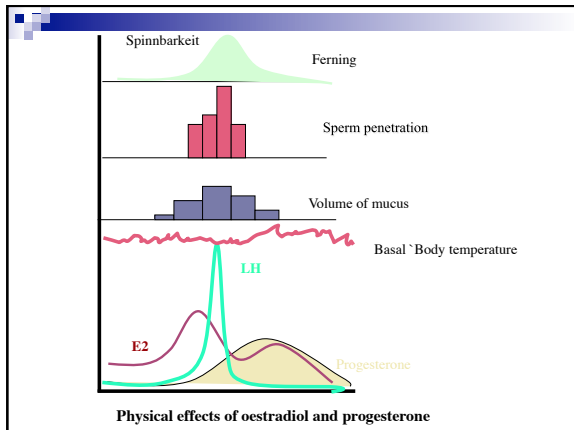 Spinnbarkeit
Ferning
Sperm penetration
Volume of mucus
Basal `Body temperature
LH
E2
Progesterone
Physical effects of oestradiol and progesterone